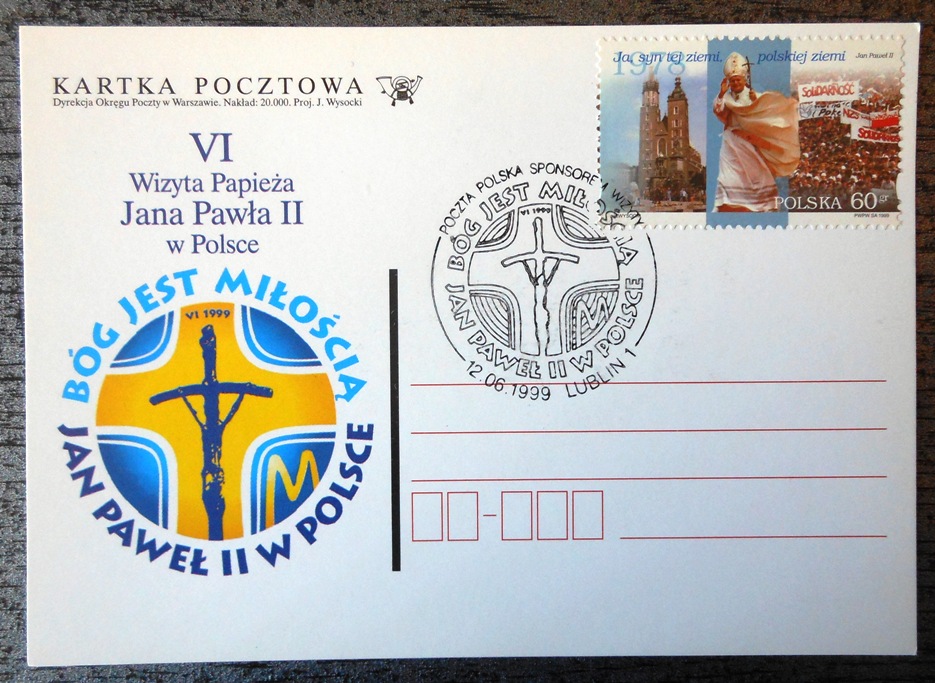 KARTKA POCZTOWA
Dyrekcja Okręgu Poczty w Warszawie. Nakład: 20.000. Proj. J. Wysocki
VI
Wizyta Papieża
Jana Pawła II
w Polsce
BÓG JEST MIŁOŚCIĄ
VI 1999
M
JAN PAWEŁ II W POLSCE
1978
Ja, syn tej ziemi, polskiej ziemi
Jan Paweł II
SOLIDARNOŚĆ
NZS
POLSKA 60 gr
PWPW SA-1999
POCZTA POLSKA SPONSOREM WIZYTY
BÓG JEST MIŁOŚCIĄ
VI 1999
M
JAN PAWEŁ II W POLSCE
12.06.1999 LUBLIN 1